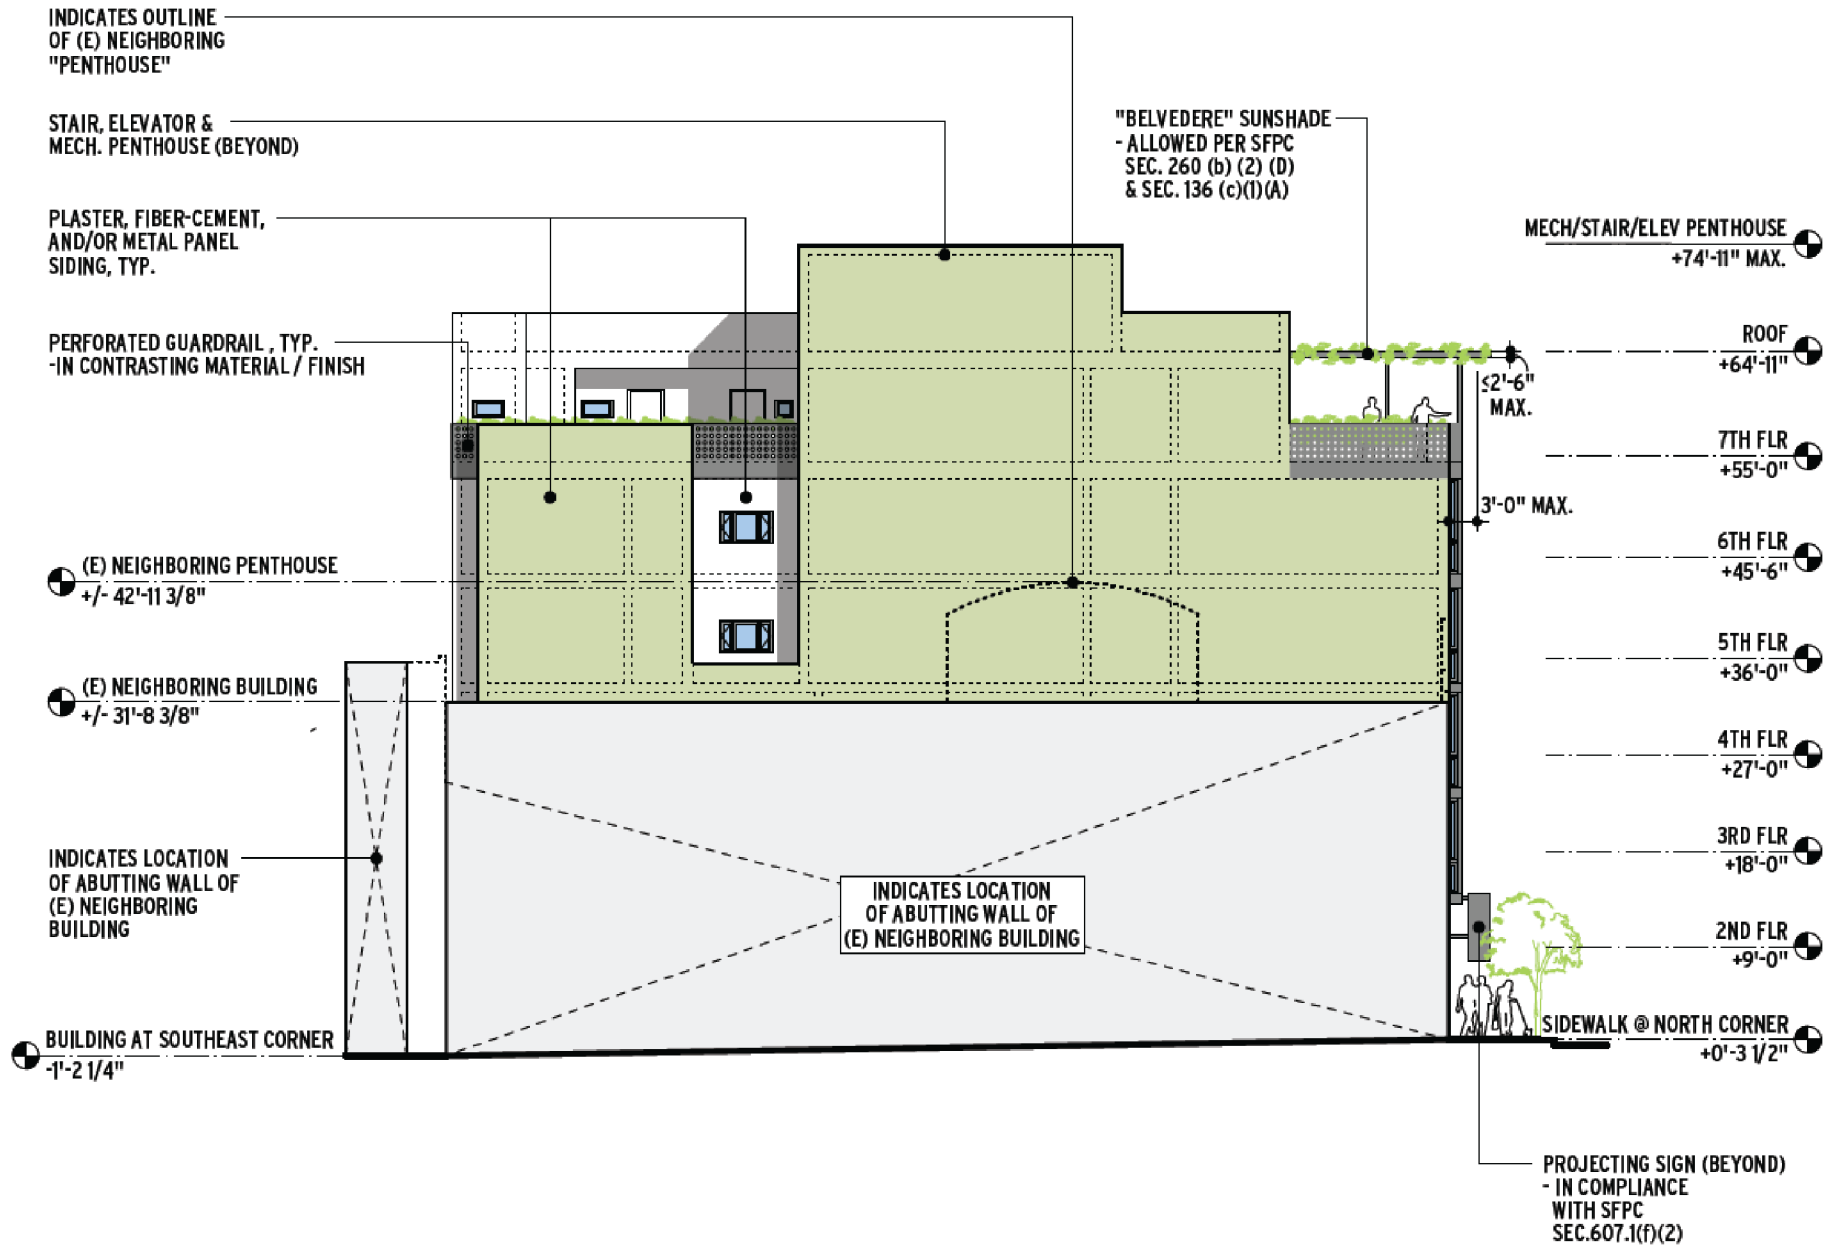 INDICATES OUTLINE
OF (E) NEIGHBORING
"PENTHOUSE"
STAIR, ELEVATOR &
MECH. PENTHOUSE (BEYOND)
PLASTER, FIBER-CEMENT,
AND/OR METAL PANEL
SIDING, TYP.
PERFORATED GUARDRAIL , TYP.
-IN CONTRASTING MATERIAL / FINISH
"BELVEDERE" SUNSHADE
- ALLOWED PER SFPC
SEC. 260 (b) (2) (D)
& SEC. 136 (c)(1)(A)
MECH/STAIR/ELEV PENTHOUSE
+74'-11" MAX.
ROOF
+64'-11"
≤2'-6"
MAX.
7TH FLR
+55'-0"
3'-0" MAX.
6TH FLR
+45'-6"
5TH FLR
+36'-0"
4TH FLR
+27'-0"
3RD FLR
+18'-0"
2ND FLR
+9'-0"
SIDEWALK @ NORTH CORNER
+0'-3 1/2"
(E) NEIGHBORING PENTHOUSE
+/- 42'-11 3/8"
(E) NEIGHBORING BUILDING
+/- 31'-8 3/8"
INDICATES LOCATION
OF ABUTTING WALL OF
(E) NEIGHBORING
BUILDING
INDICATES LOCATION
OF ABUTTING WALL OF
(E) NEIGHBORING BUILDING
BUILDING AT SOUTHEAST CORNER
-1'-2 1/4"
PROJECTING SIGN (BEYOND)
- IN COMPLIANCE
WITH SFPC
SEC.607.1(f)(2)